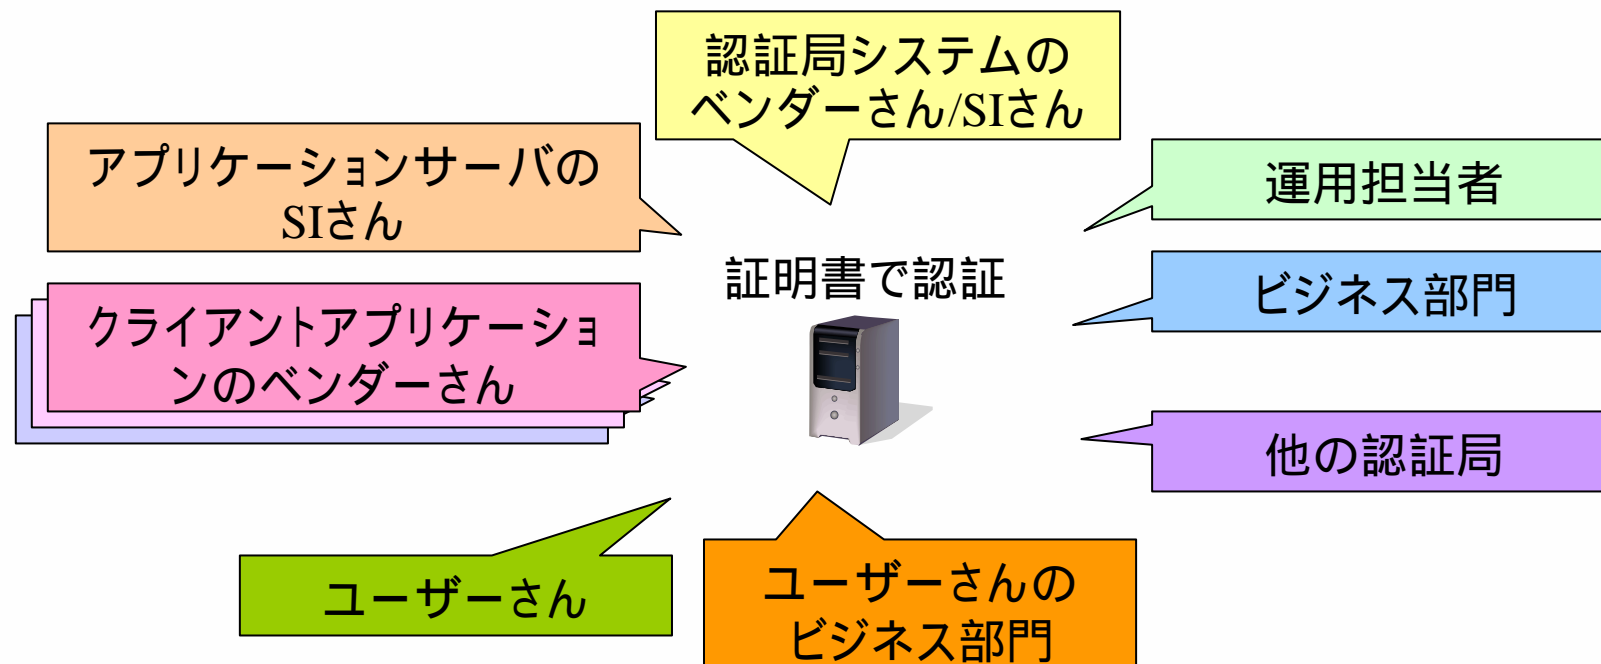 認証局システムの
ベンダーさん/SIさん
アプリケーションサーバの
SIさん
運用担当者
証明書で認証
ビジネス部門
クライアントアプリケーショ
ンのベンダーさん
他の認証局
ユーザーさん
ユーザーさんの
ビジネス部門